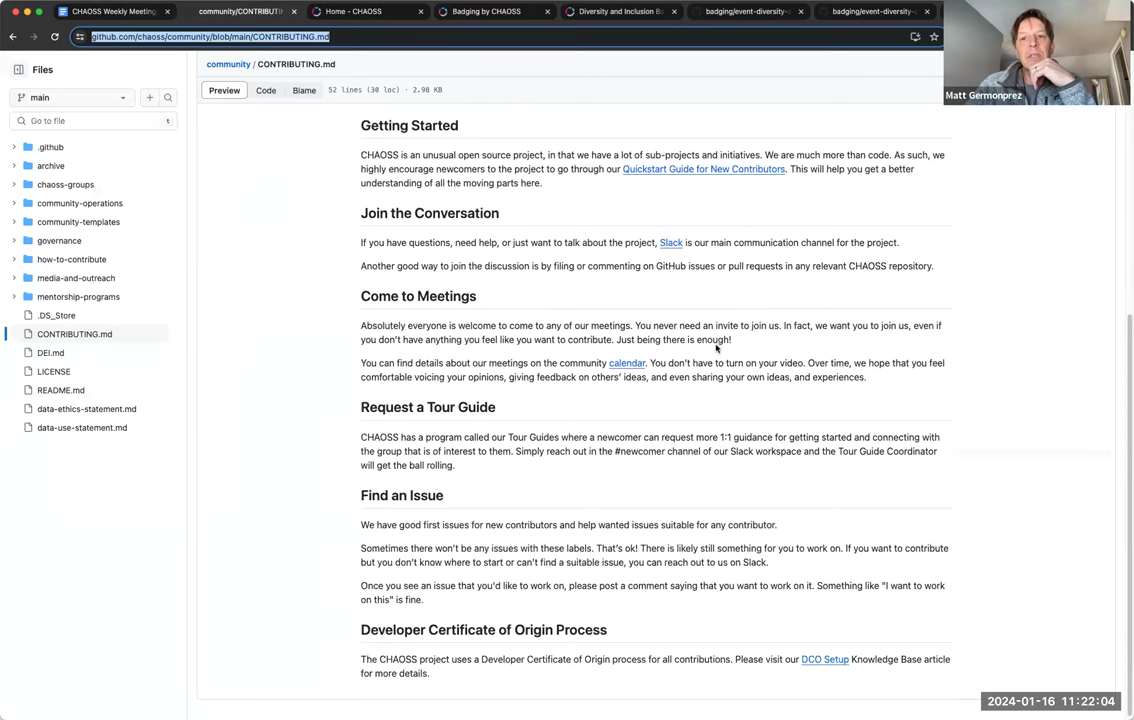 CHAOSS Weekly Meeting
community/CONTRIBUTI
Home - CHAOSS
Badging by CHAOSS
Diversity and Inclusion Ba
badging/event-diversity-
badging/event-diversity-
github.com/chaoss/community/blob/main/CONTRIBUTING.md
Matt Germonprez
Files
main
Go to file
t
.github
archive
chaoss-groups
community-operations
community-templates
governance
how-to-contribute
media-and-outreach
mentorship-programs
.DS_Store
CONTRIBUTING.md
DEI.md
LICENSE
README.md
data-ethics-statement.md
data-use-statement.md
community / CONTRIBUTING.md
Preview Code Blame 52 lines (30 loc) · 2.98 KB
Getting Started
CHAOSS is an unusual open source project, in that we have a lot of sub-projects and initiatives. We are much more than code. As such, we
highly encourage newcomers to the project to go through our Quickstart Guide for New Contributors. This will help you get a better
understanding of all the moving parts here.
Join the Conversation
If you have questions, need help, or just want to talk about the project, Slack is our main communication channel for the project.
Another good way to join the discussion is by filing or commenting on GitHub issues or pull requests in any relevant CHAOSS repository.
Come to Meetings
Absolutely everyone is welcome to come to any of our meetings. You never need an invite to join us. In fact, we want you to join us, even if
you don't have anything you feel like you want to contribute. Just being there is enough!
You can find details about our meetings on the community calendar. You don't have to turn on your video. Over time, we hope that you feel
comfortable voicing your opinions, giving feedback on others' ideas, and even sharing your own ideas, and experiences.
Request a Tour Guide
CHAOSS has a program called our Tour Guides where a newcomer can request more 1:1 guidance for getting started and connecting with
the group that is of interest to them. Simply reach out in the #newcomer channel of our Slack workspace and the Tour Guide Coordinator
will get the ball rolling.
Find an Issue
We have good first issues for new contributors and help wanted issues suitable for any contributor.
Sometimes there won't be any issues with these labels. That's ok! There is likely still something for you to work on. If you want to contribute
but you don't know where to start or can't find a suitable issue, you can reach out to us on Slack.
Once you see an issue that you'd like to work on, please post a comment saying that you want to work on it. Something like "I want to work
on this" is fine.
Developer Certificate of Origin Process
The CHAOSS project uses a Developer Certificate of Origin process for all contributions. Please visit our DCO Setup Knowledge Base article
for more details.
2024-01-16 11:22:04